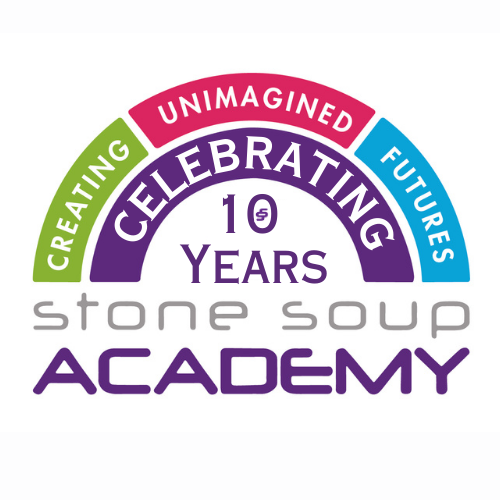 CREATING UNIMAGINED FUTURES
CELEBRATING
10
YEARS
stone soup
ACADEMY